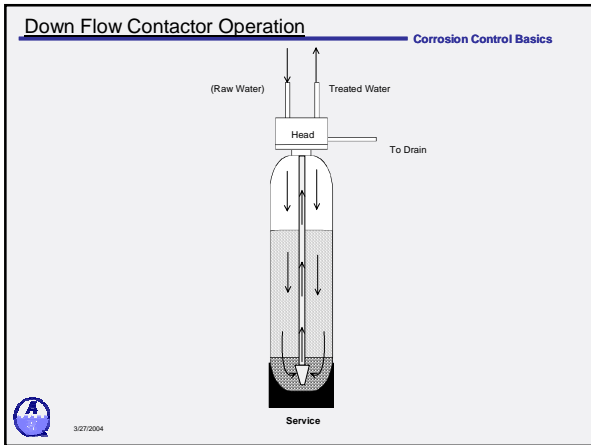 Down Flow Contactor Operation
Corrosion Control Basics
(Raw Water)
Treated Water
Head
To Drain
A
3/27/2004
Service